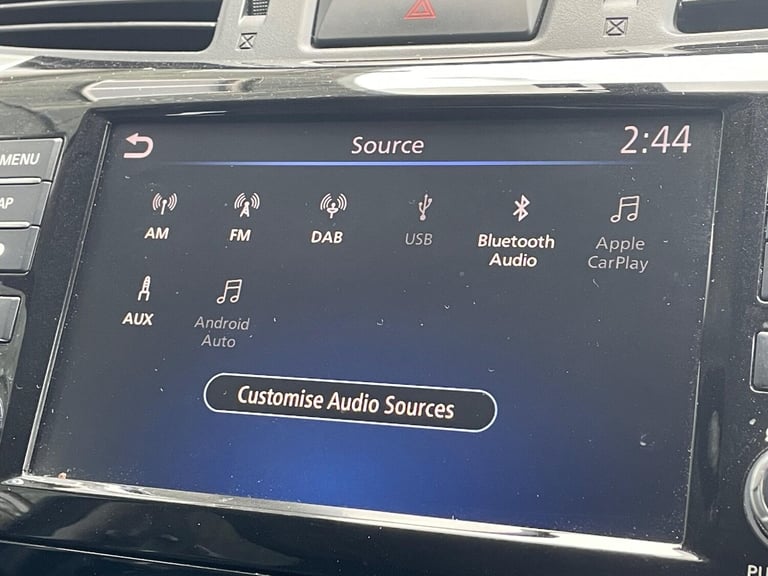 MENU
Source
2:44
AM
FM
DAB
USB
Bluetooth
Audio
Apple
CarPlay
AP
AUX
Android
Auto
Customise Audio Sources
PU